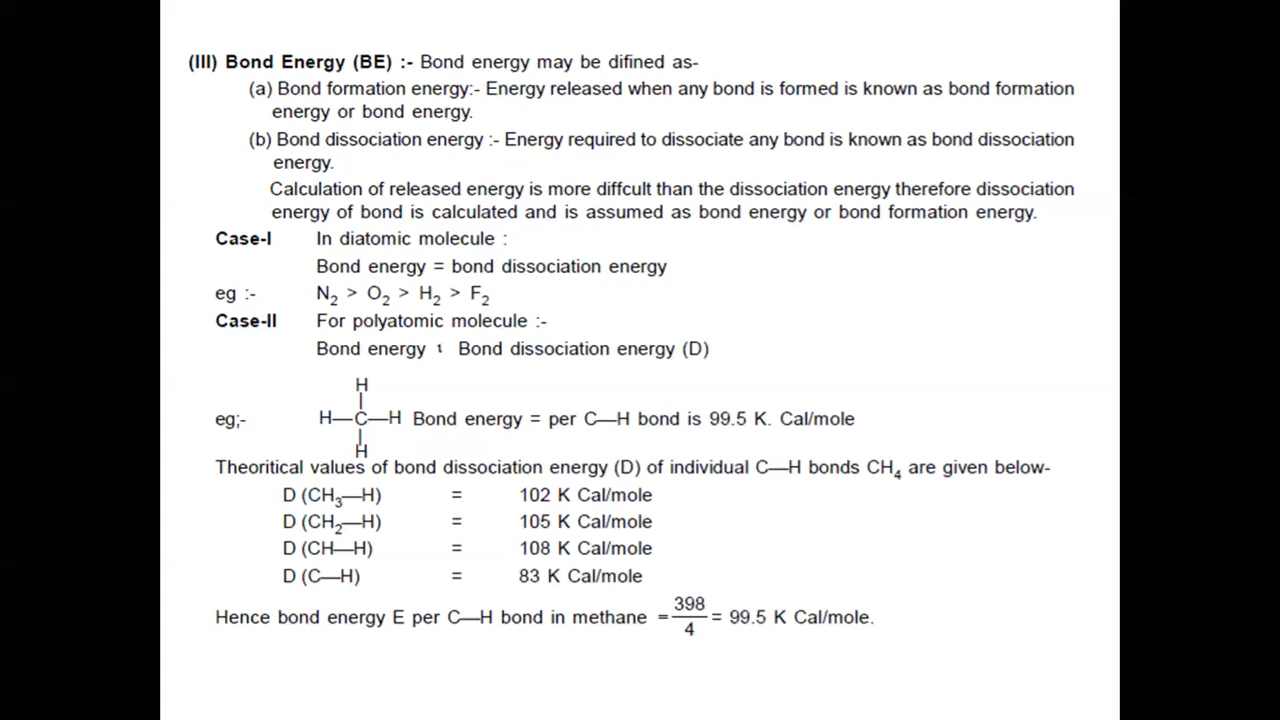 (III) Bond Energy (BE) :- Bond energy may be difined as-
(a) Bond formation energy:- Energy released when any bond is formed is known as bond formation
energy or bond energy.
(b) Bond dissociation energy :- Energy required to dissociate any bond is known as bond dissociation
energy.
Calculation of released energy is more diffcult than the dissociation energy therefore dissociation
energy of bond is calculated and is assumed as bond energy or bond formation energy.
Case-I In diatomic molecule :
Bond energy = bond dissociation energy
eg :- N₂ > O₂ > H₂ > F₂
Case-II For polyatomic molecule :-
Bond energy ı Bond dissociation energy (D)
H
|
eg;- H—C—H Bond energy = per C—H bond is 99.5 K. Cal/mole
|
H
Theoritical values of bond dissociation energy (D) of individual C—H bonds CH₄ are given below-
D (CH₃—H) = 102 K Cal/mole
D (CH₂—H) = 105 K Cal/mole
D (CH—H) = 108 K Cal/mole
D (C—H) = 83 K Cal/mole
Hence bond energy E per C—H bond in methane = 398/4 = 99.5 K Cal/mole.